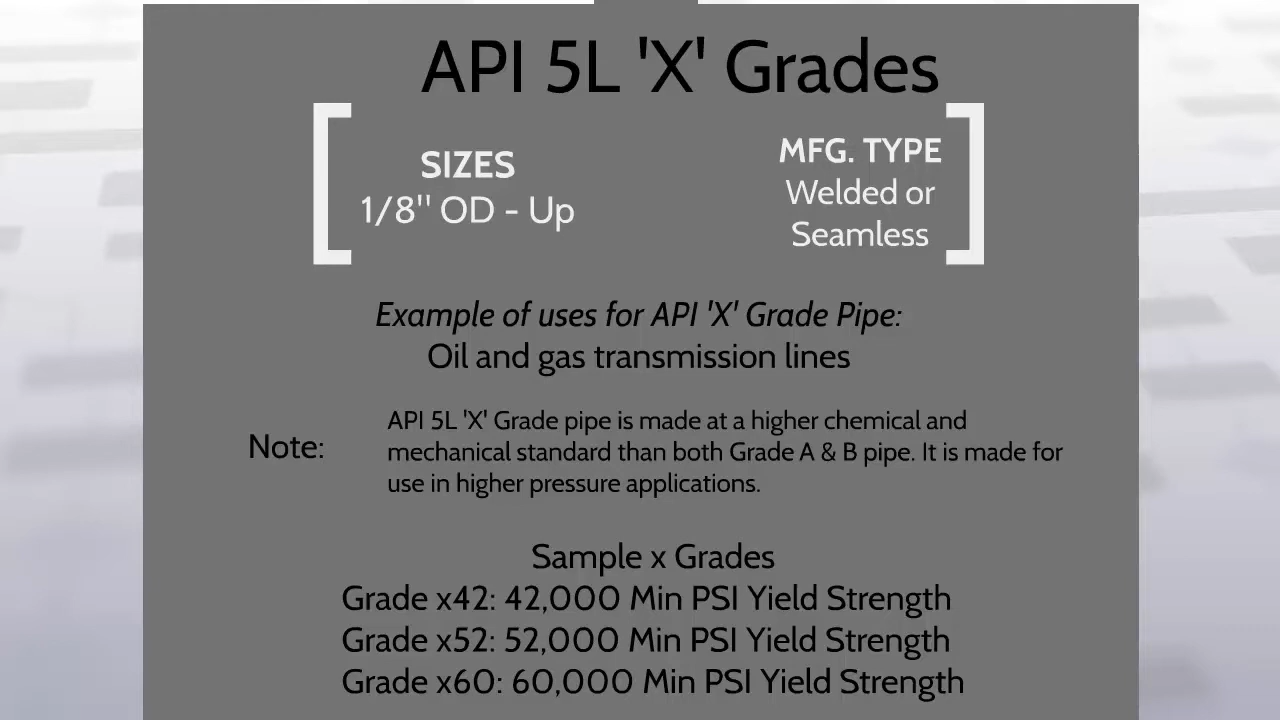 API 5L 'X' Grades
SIZES
1/8" OD - Up
MFG. TYPE
Welded or
Seamless
Example of uses for API 'X' Grade Pipe:
Oil and gas transmission lines
Note:
API 5L 'X' Grade pipe is made at a higher chemical and
mechanical standard than both Grade A & B pipe. It is made for
use in higher pressure applications.
Sample x Grades
Grade x42: 42,000 Min PSI Yield Strength
Grade x52: 52,000 Min PSI Yield Strength
Grade x60: 60,000 Min PSI Yield Strength